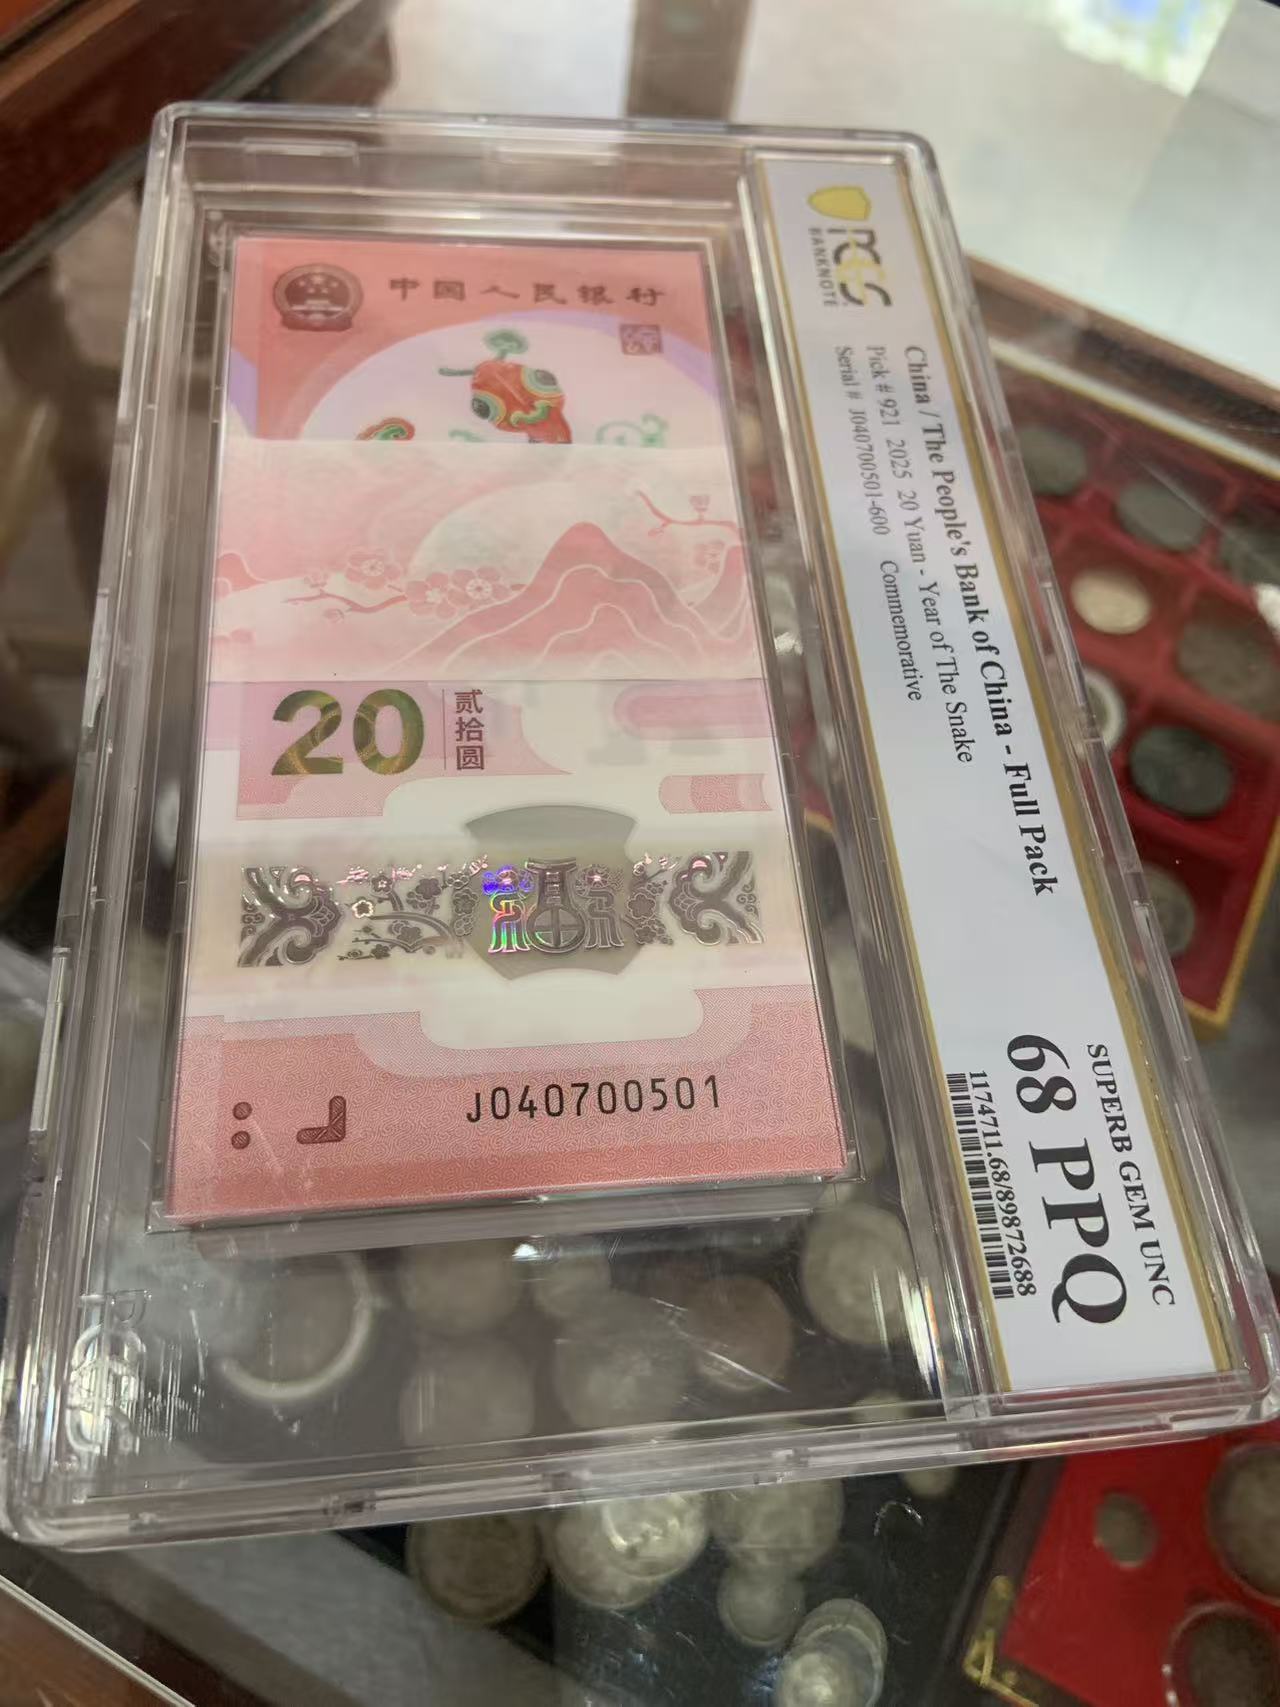 中国人民银行
20
贰
拾
圆
J040700501
PCGS
BANKNOTE
China / The People's Bank of China - Full Pack
Pick # 921 2025 20 Yuan - Year of The Snake
Serial # J040700501-600 Commemorative
SUPERB GEM UNC
68 PPQ
1174711.68/89872688